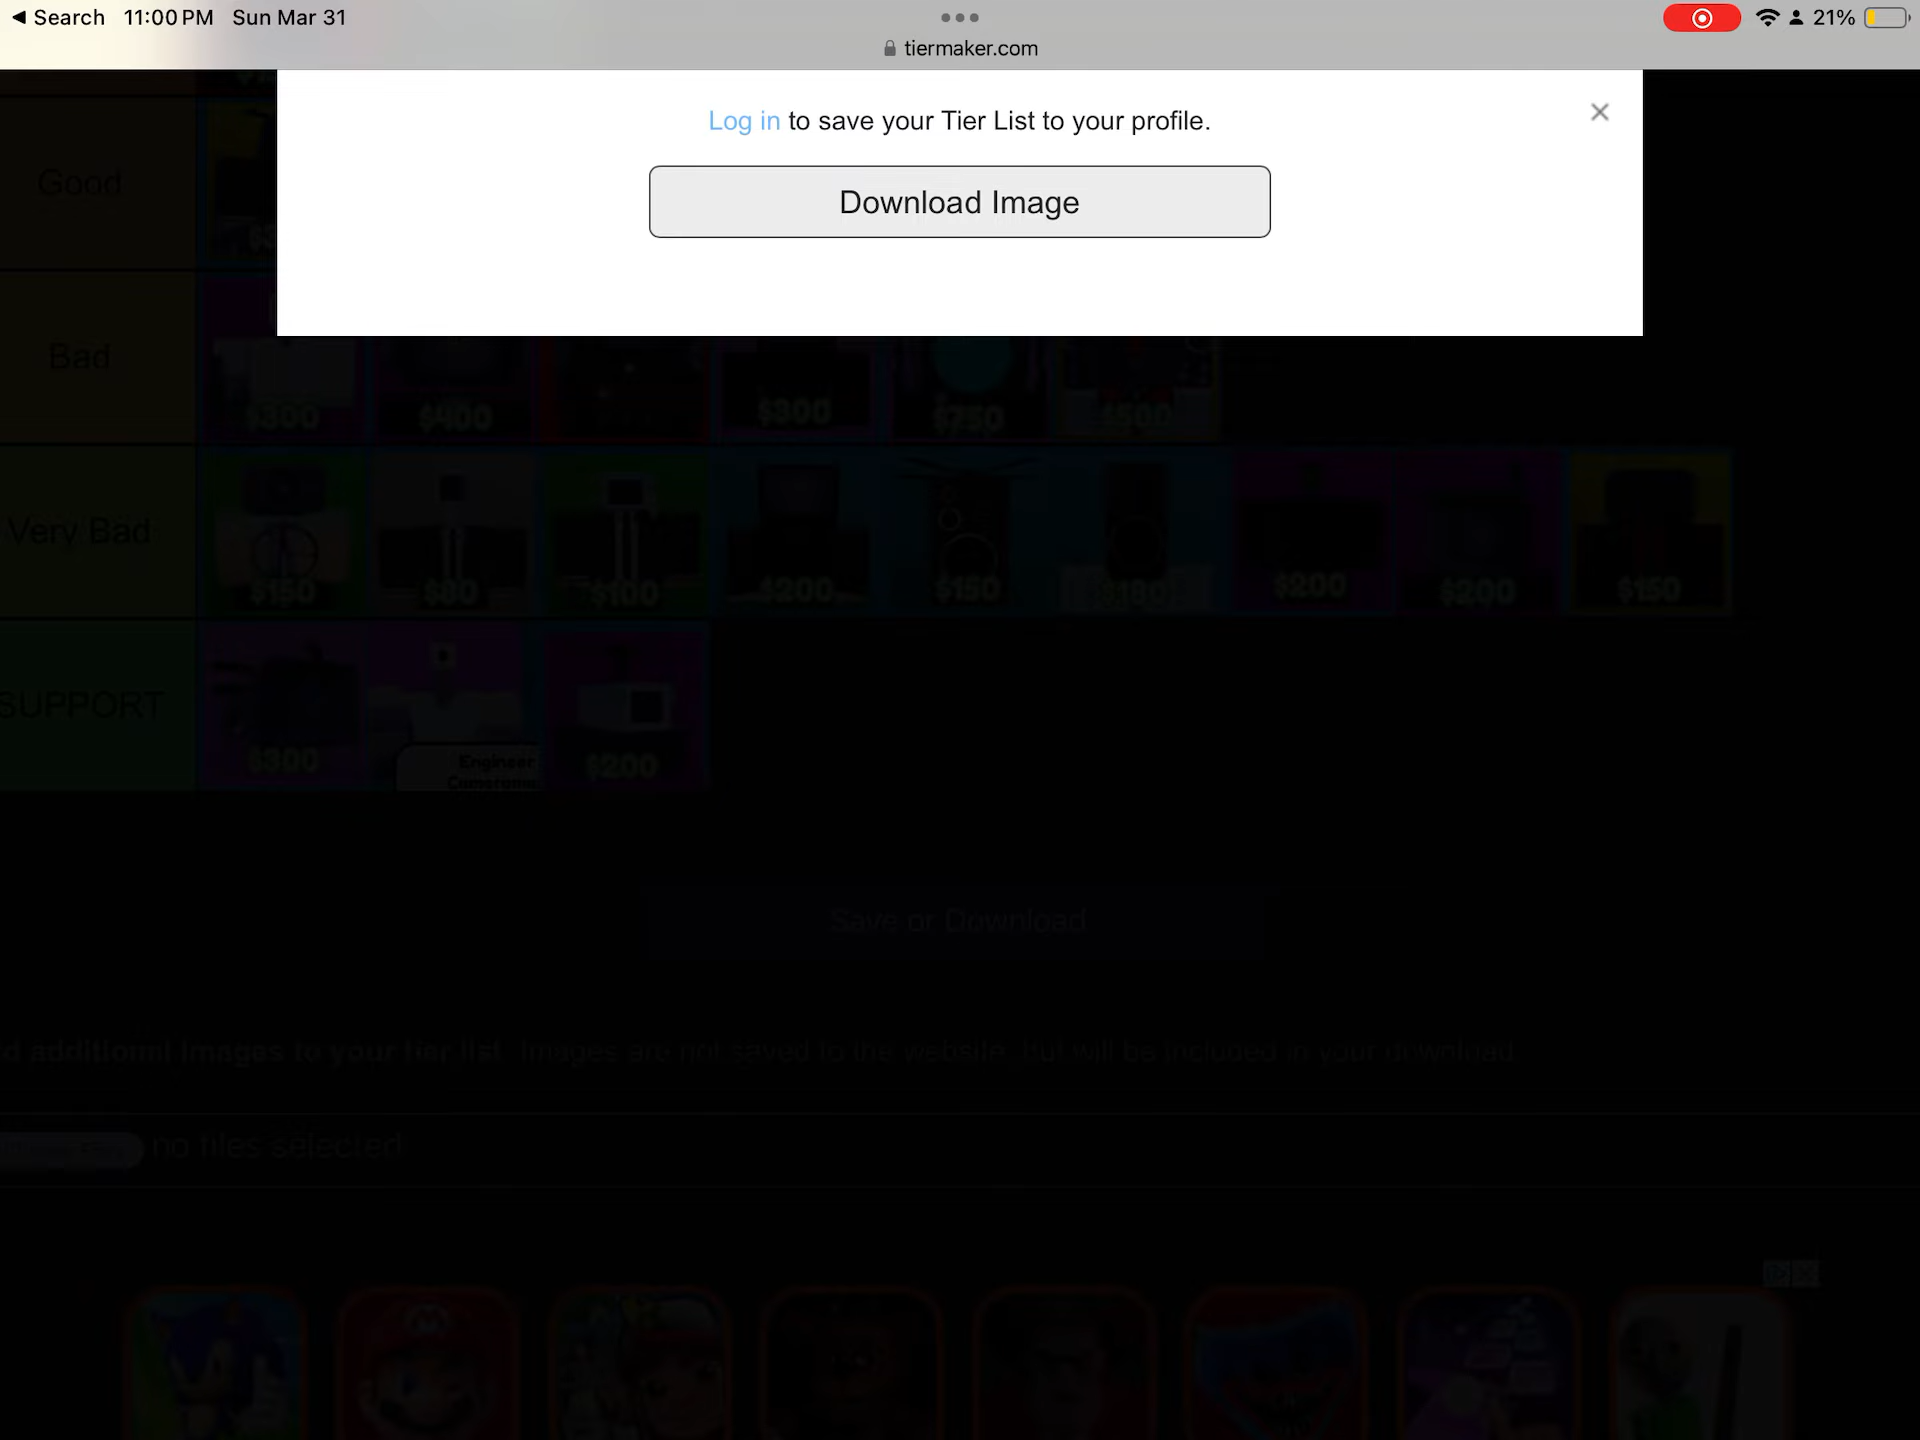 Search 11:00 PM Sun Mar 31
21%
tiermaker.com
Log in to save your Tier List to your profile.
Download Image
Good
Bad
$300 $400 $300 $750 $500
Very Bad
$150 $80 $100 $200 $150 $180 $200 $200 $150
SUPPORT
$300 $200
Engineer
Save or Download
additional images to your tier list. Images are not saved to the website, but will be included in your download.
no files selected